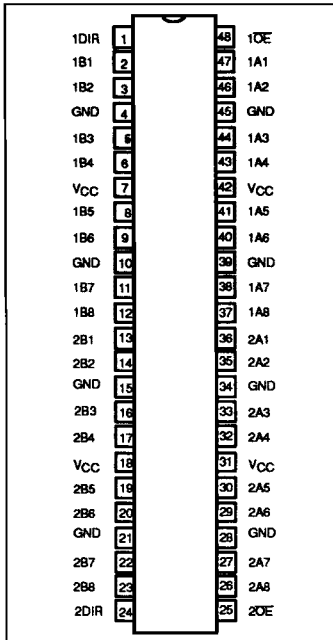 1DIR 1 48 1O̅E̅
1B1 2 47 1A1
1B2 3 46 1A2
GND 4 45 GND
1B3 5 44 1A3
1B4 6 43 1A4
VCC 7 42 VCC
1B5 8 41 1A5
1B6 9 40 1A6
GND 10 39 GND
1B7 11 38 1A7
1B8 12 37 1A8
2B1 13 36 2A1
2B2 14 35 2A2
GND 15 34 GND
2B3 16 33 2A3
2B4 17 32 2A4
VCC 18 31 VCC
2B5 19 30 2A5
2B6 20 29 2A6
GND 21 28 GND
2B7 22 27 2A7
2B8 23 26 2A8
2DIR 24 25 2O̅E̅